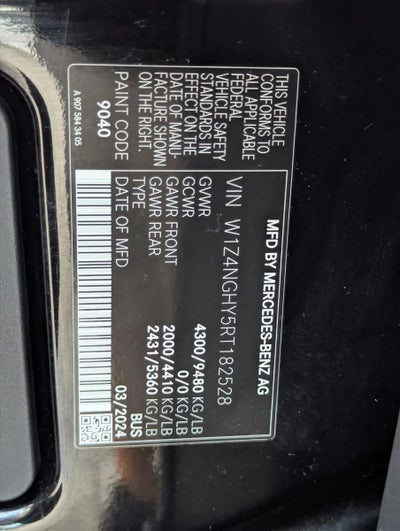 MFD BY MERCEDES-BENZ AG
VIN W1Z4NGHY5RT182528
GVWR 4300/9480 KG/LB
GCWR 0/0 KG/LB
GAWR FRONT 2000/4410 KG/LB
GAWR REAR 2431/5360 KG/LB
TYPE BUS
DATE OF MFD 03/2024
THIS VEHICLE
CONFORMS TO
ALL APPLICABLE
FEDERAL
VEHICLE SAFETY
STANDARDS IN
EFFECT ON THE
DATE OF MANU-
FACTURE SHOWN
ON THE RIGHT.
PAINT CODE
9040
A 907 584 34 05